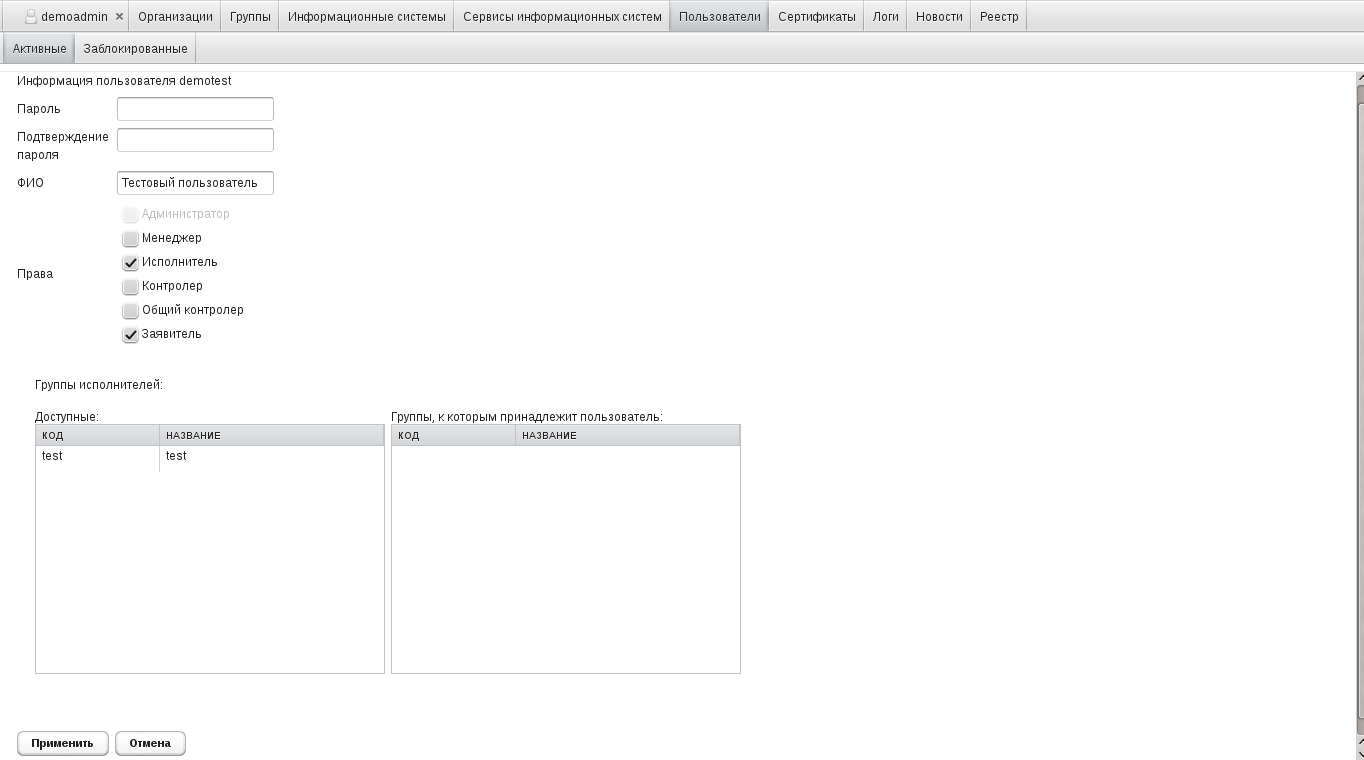 demoadmin Организации Группы Информационные системы Сервисы информационных систем Пользователи Сертификаты Логи Новости Реестр
Активные Заблокированные
Информация пользователя demotest
Пароль
Подтверждение
пароля
ФИО Тестовый пользователь
Администратор
Менеджер
Исполнитель
Права
Контролер
Общий контролер
Заявитель
Группы исполнителей:
Доступные: Группы, к которым принадлежит пользователь:
КОД НАЗВАНИЕ КОД НАЗВАНИЕ
test test
Применить Отмена